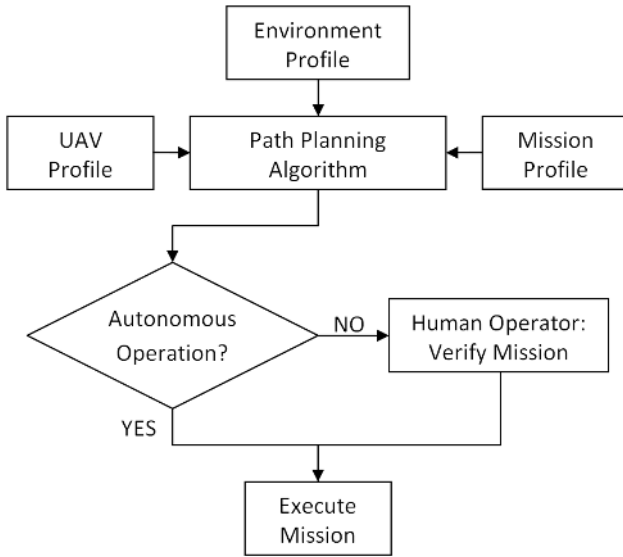 Environment
Profile
UAV
Profile
Path Planning
Algorithm
Mission
Profile
Autonomous
Operation?
NO
Human Operator:
Verify Mission
YES
Execute
Mission